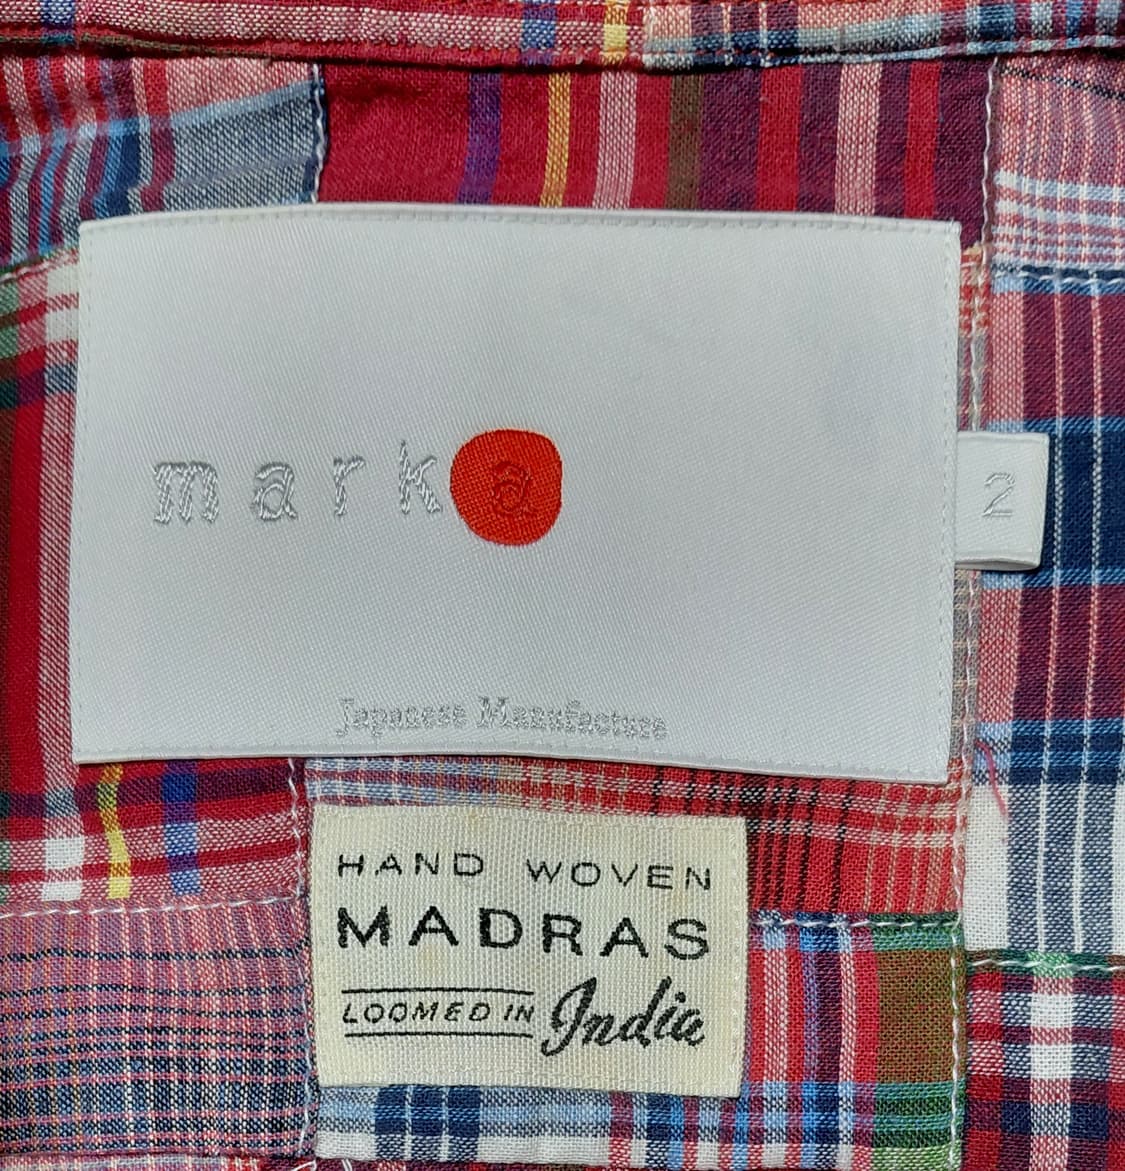 marka
2
Japanese Manufacture
HAND WOVEN
MADRAS
LOOMED IN India